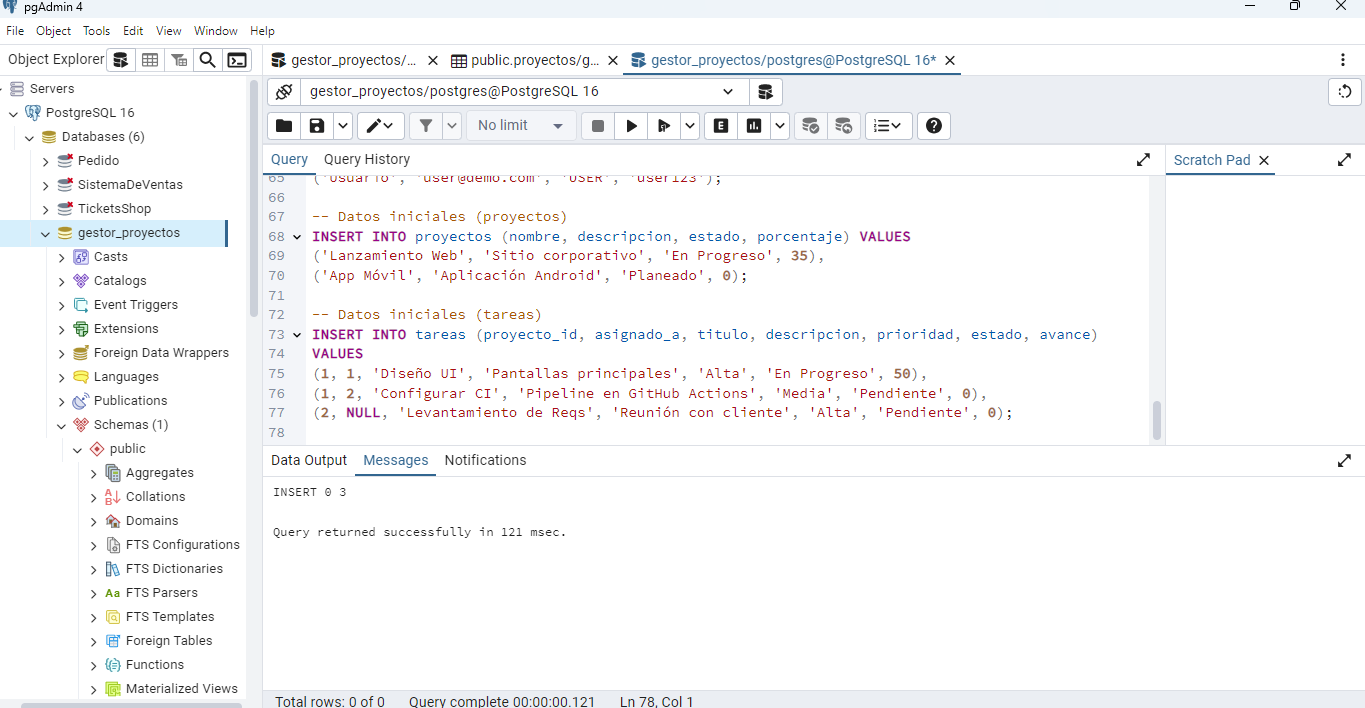 pgAdmin 4
File Object Tools Edit View Window Help
Object Explorer
gestor_proyectos/...
public.proyectos/g...
gestor_proyectos/postgres@PostgreSQL 16*
Servers
PostgreSQL 16
Databases (6)
Pedido
SistemaDeVentas
TicketsShop
gestor_proyectos
Casts
Catalogs
Event Triggers
Extensions
Foreign Data Wrappers
Languages
Publications
Schemas (1)
public
Aggregates
Collations
Domains
FTS Configurations
FTS Dictionaries
FTS Parsers
FTS Templates
Foreign Tables
Functions
Materialized Views
gestor_proyectos/postgres@PostgreSQL 16
No limit
Query Query History
Scratch Pad
65 ('Usuario', 'user@demo.com', 'USER', 'user123');
66
67 -- Datos iniciales (proyectos)
68 INSERT INTO proyectos (nombre, descripcion, estado, porcentaje) VALUES
69 ('Lanzamiento Web', 'Sitio corporativo', 'En Progreso', 35),
70 ('App Móvil', 'Aplicación Android', 'Planeado', 0);
71
72 -- Datos iniciales (tareas)
73 INSERT INTO tareas (proyecto_id, asignado_a, titulo, descripcion, prioridad, estado, avance)
74 VALUES
75 (1, 1, 'Diseño UI', 'Pantallas principales', 'Alta', 'En Progreso', 50),
76 (1, 2, 'Configurar CI', 'Pipeline en GitHub Actions', 'Media', 'Pendiente', 0),
77 (2, NULL, 'Levantamiento de Reqs', 'Reunión con cliente', 'Alta', 'Pendiente', 0);
78
Data Output Messages Notifications
INSERT 0 3
Query returned successfully in 121 msec.
Total rows: 0 of 0 Query complete 00:00:00.121 Ln 78, Col 1